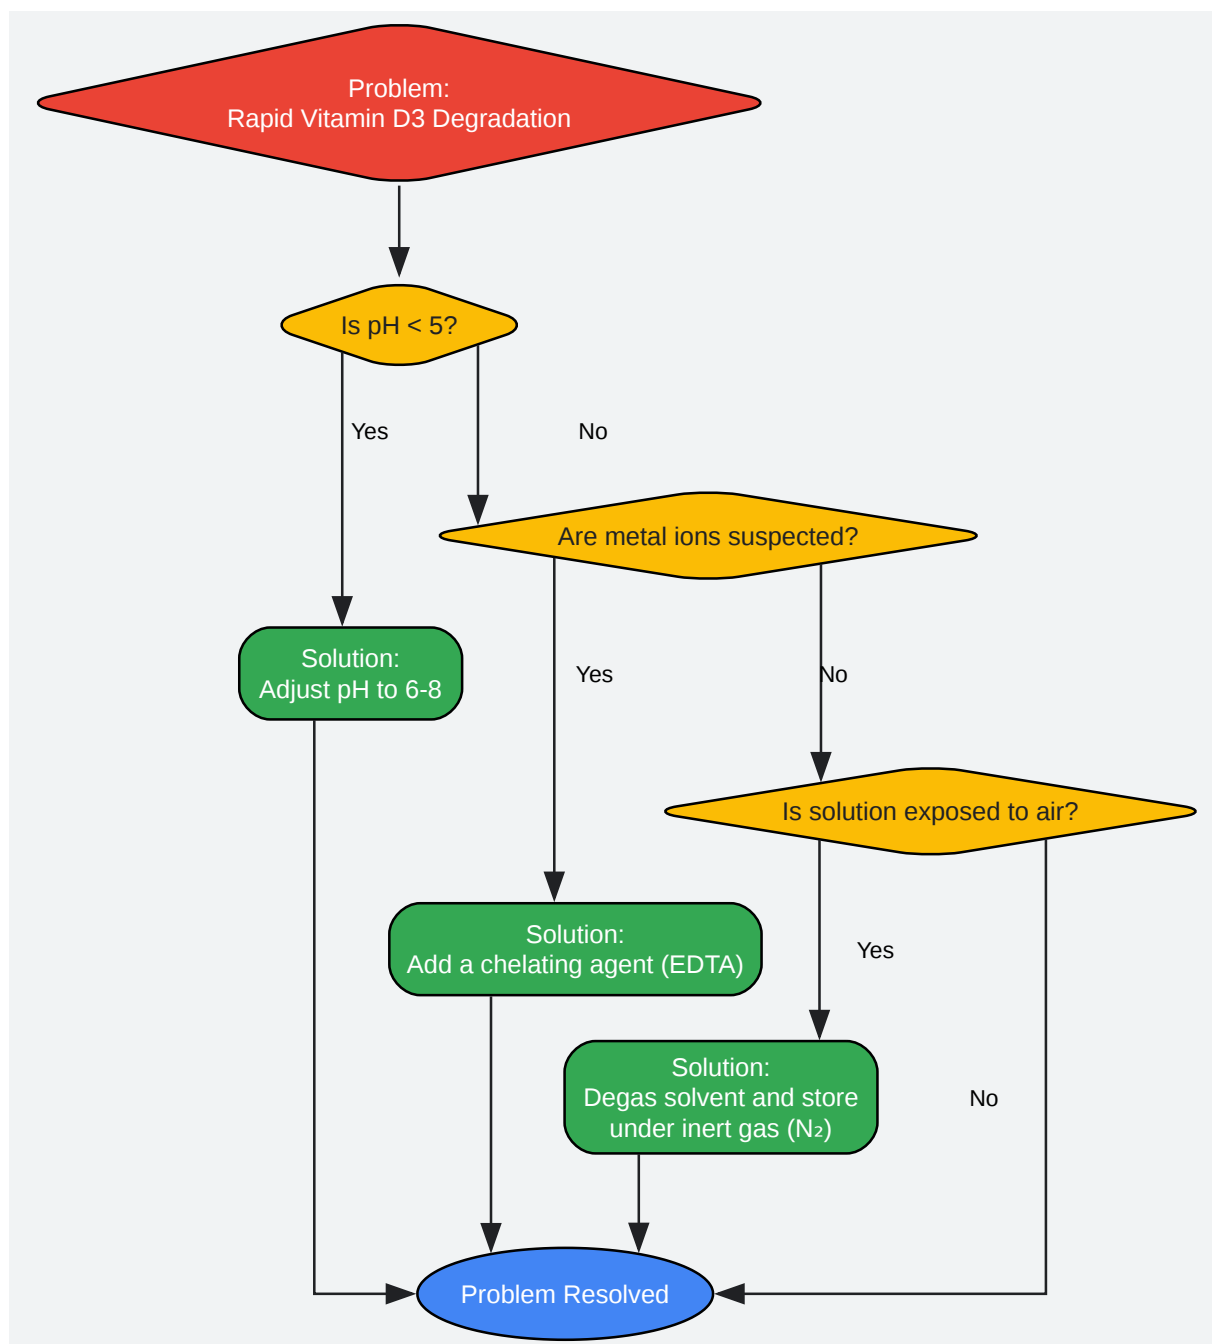 Problem:
Rapid Vitamin D3 Degradation
Is pH < 5?
Yes
No
Are metal ions suspected?
Solution:
Adjust pH to 6-8
Yes
No
Is solution exposed to air?
Solution:
Add a chelating agent (EDTA)
Yes
Solution:
Degas solvent and store
under inert gas (N₂)
No
Problem Resolved